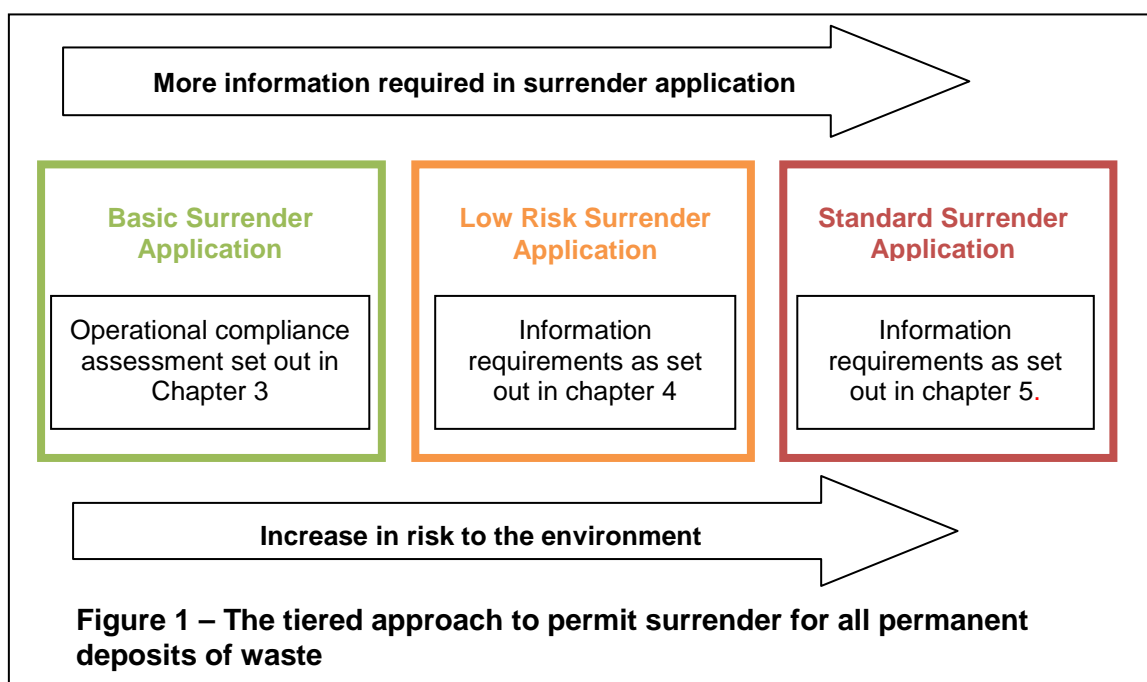 More information required in surrender application
Basic Surrender
Application
Operational compliance
assessment set out in
Chapter 3
Low Risk Surrender
Application
Information
requirements as set
out in chapter 4
Standard Surrender
Application
Information
requirements as set
out in chapter 5.
Increase in risk to the environment
Figure 1 – The tiered approach to permit surrender for all permanent
deposits of waste